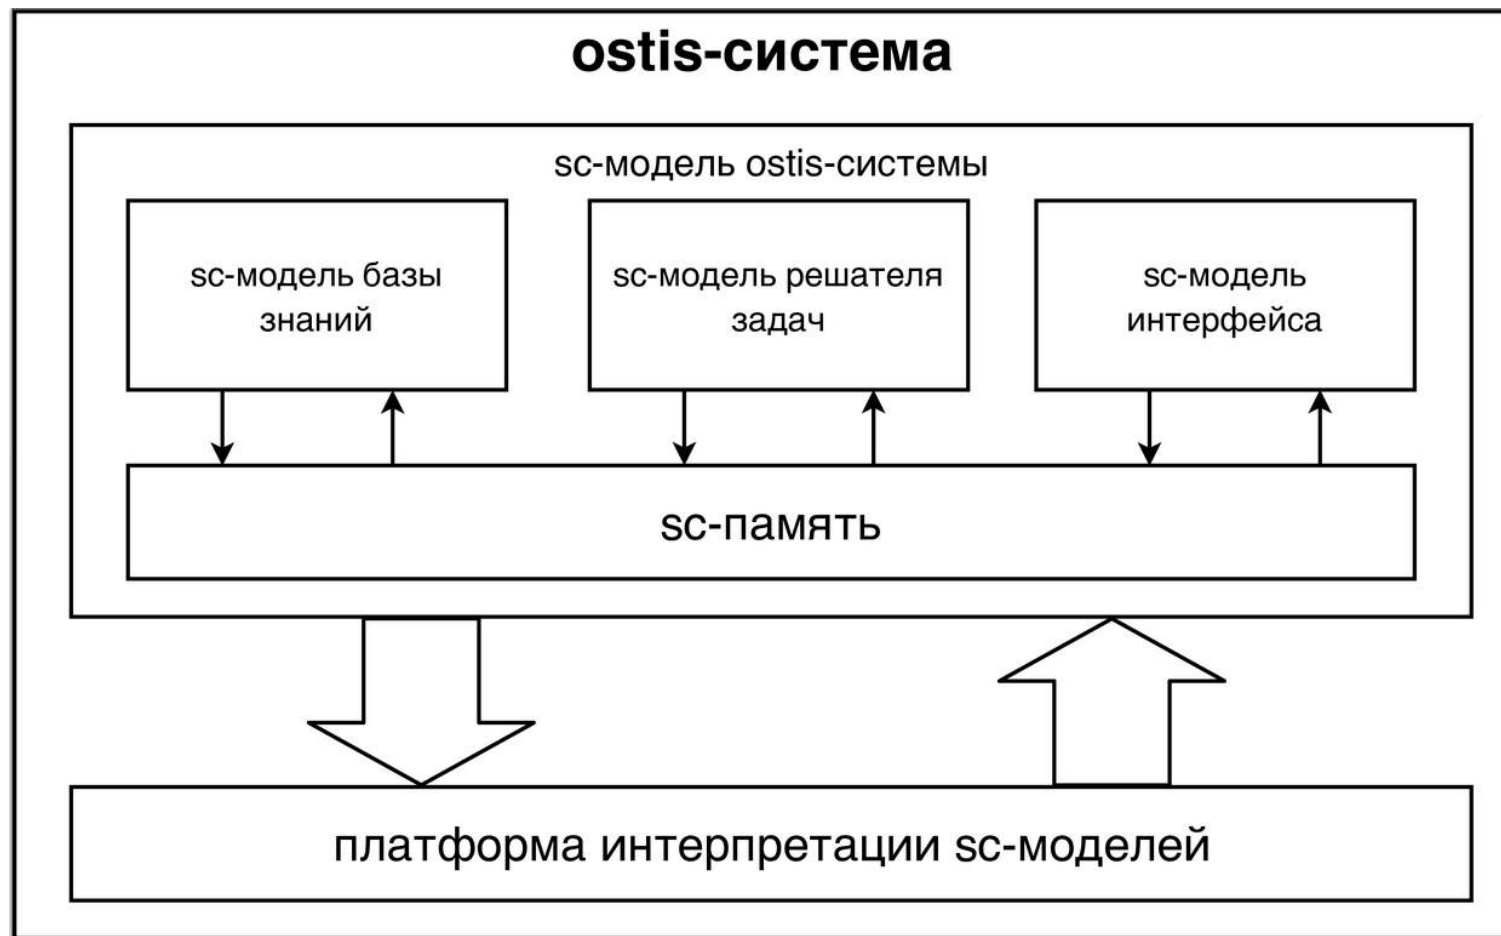 ostis-система
sc-модель ostis-системы
sc-модель базы
знаний
sc-модель решателя
задач
sc-модель
интерфейса
sc-память
платформа интерпретации sc-моделей